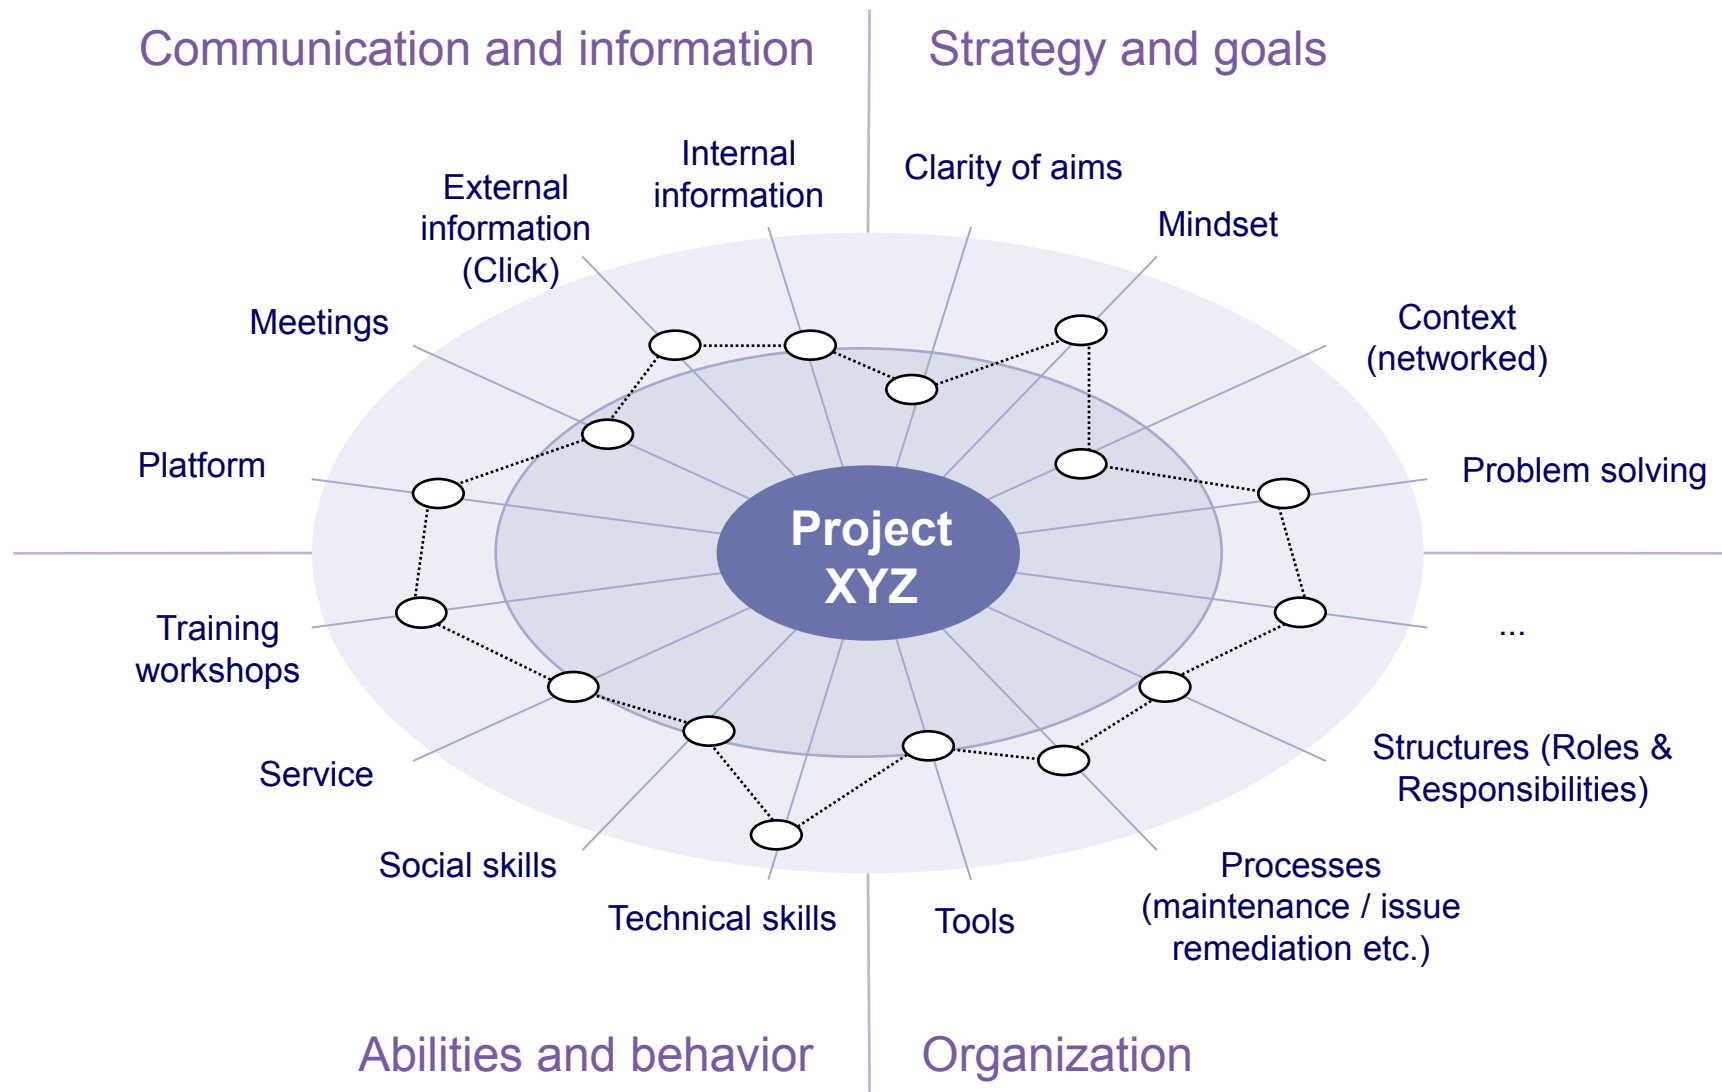 Communication and information
Strategy and goals
Internal
information
Clarity of aims
External
information
(Click)
Mindset
Meetings
Context
(networked)
Platform
Problem solving
Project
XYZ
Training
workshops
...
Service
Structures (Roles &
Responsibilities)
Social skills
Processes
(maintenance / issue
remediation etc.)
Technical skills
Tools
Abilities and behavior
Organization